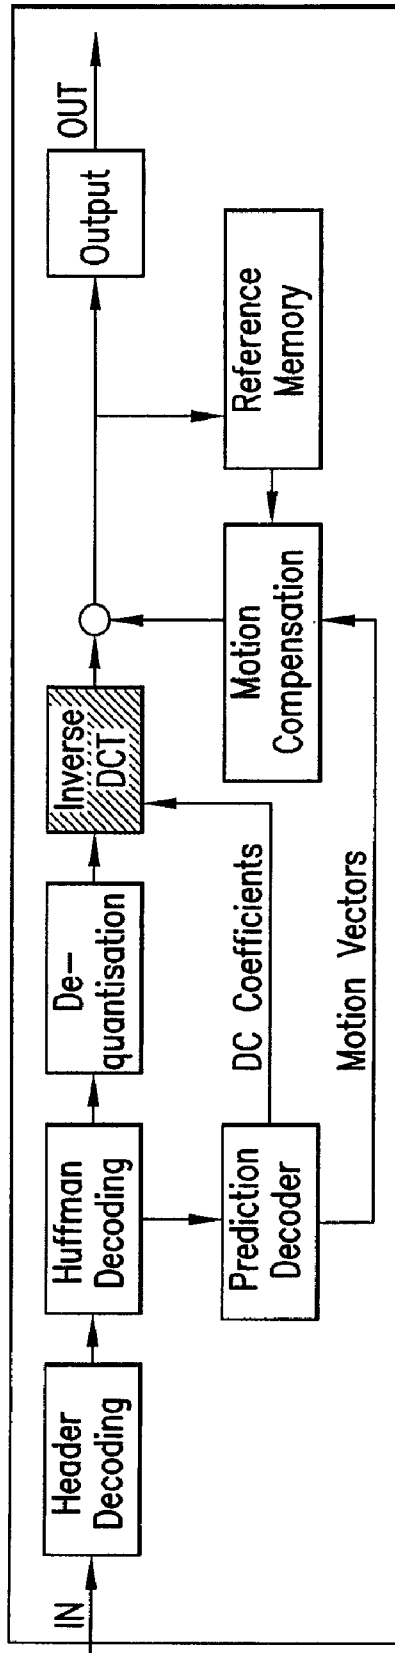 IN
Header
Decoding
Huffman
Decoding
De-
quantisation
Inverse
DCT
Output
OUT
Prediction
Decoder
DC Coefficients
Motion Vectors
Motion
Compensation
Reference
Memory